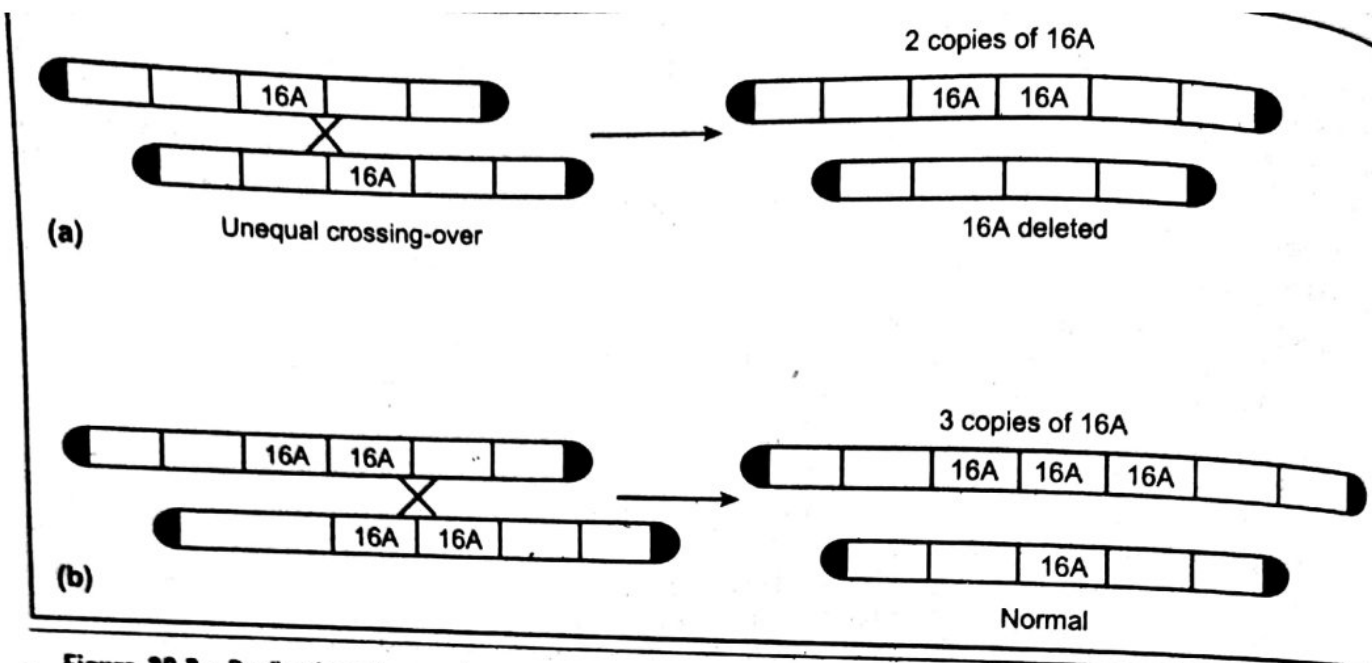 2 copies of 16A
16A
16A 16A
16A
(a)
Unequal crossing-over
16A deleted
3 copies of 16A
16A 16A
16A 16A 16A
16A 16A
16A
(b)
Normal